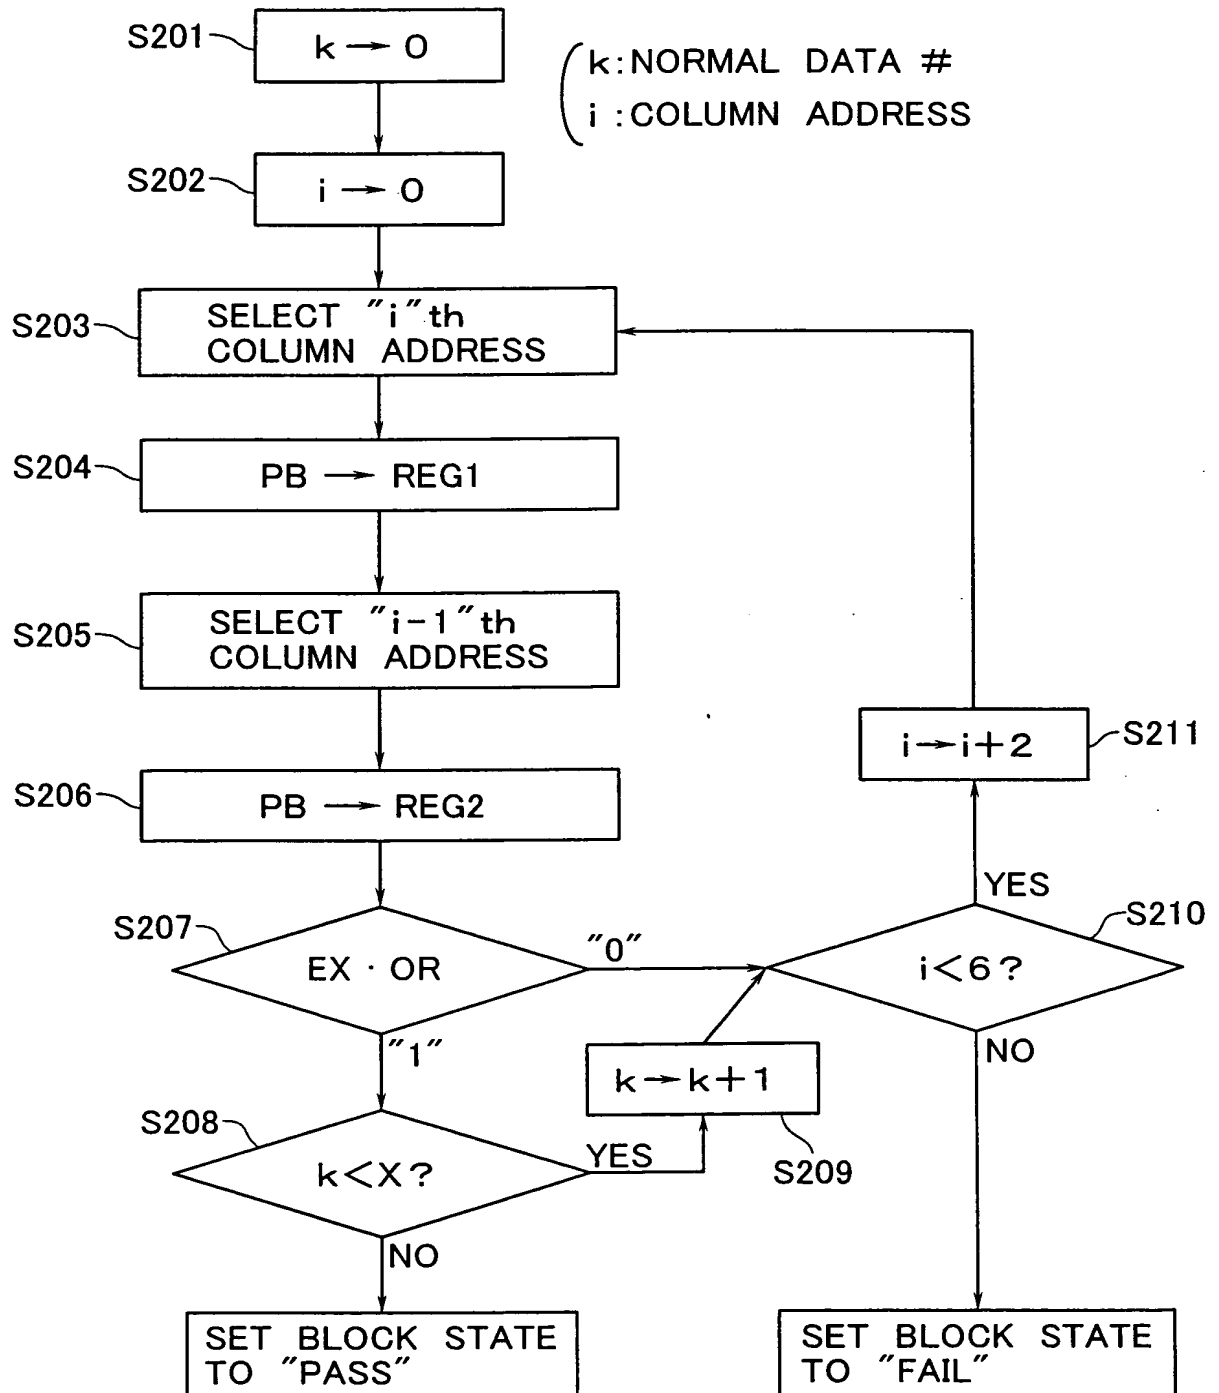 S201
k → 0
k:NORMAL DATA #
i :COLUMN ADDRESS
S202
i → 0
S203
SELECT "i"th
COLUMN ADDRESS
S204
PB → REG1
S205
SELECT "i-1"th
COLUMN ADDRESS
i→i+2
S211
S206
PB → REG2
YES
S207
S210
EX · OR
"0"
i<6?
"1"
NO
k→k+1
S208
YES
S209
k<X?
NO
SET BLOCK STATE
TO "PASS"
SET BLOCK STATE
TO "FAIL"